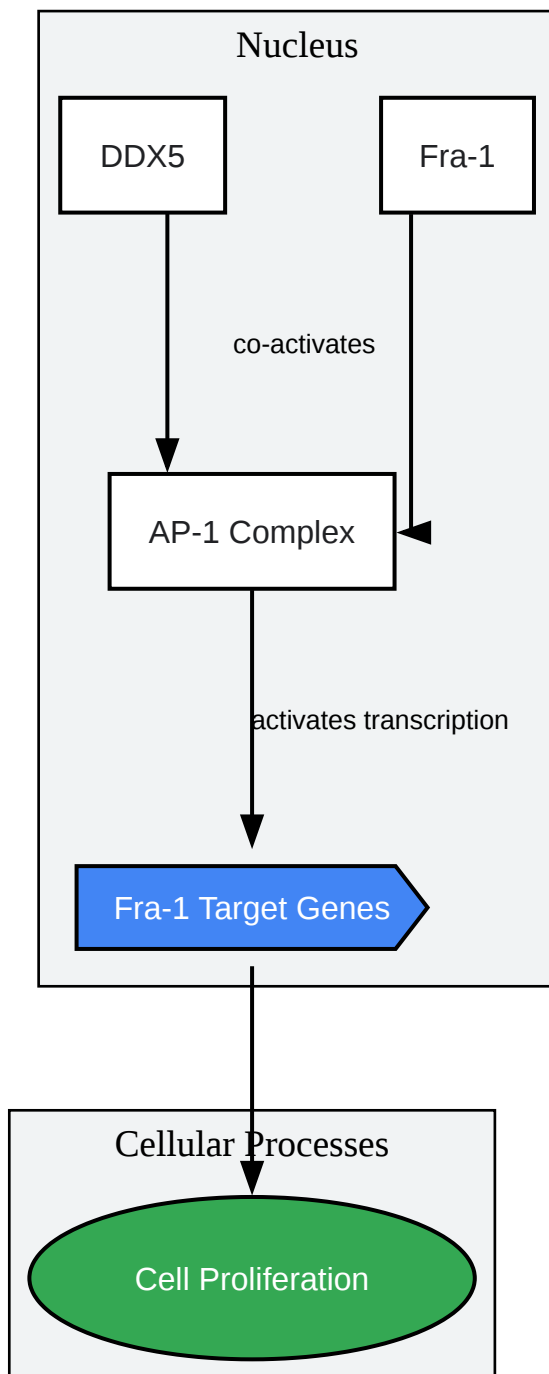 Nucleus
DDX5
Fra-1
co-activates
AP-1 Complex
activates transcription
Fra-1 Target Genes
Cellular Processes
Cell Proliferation